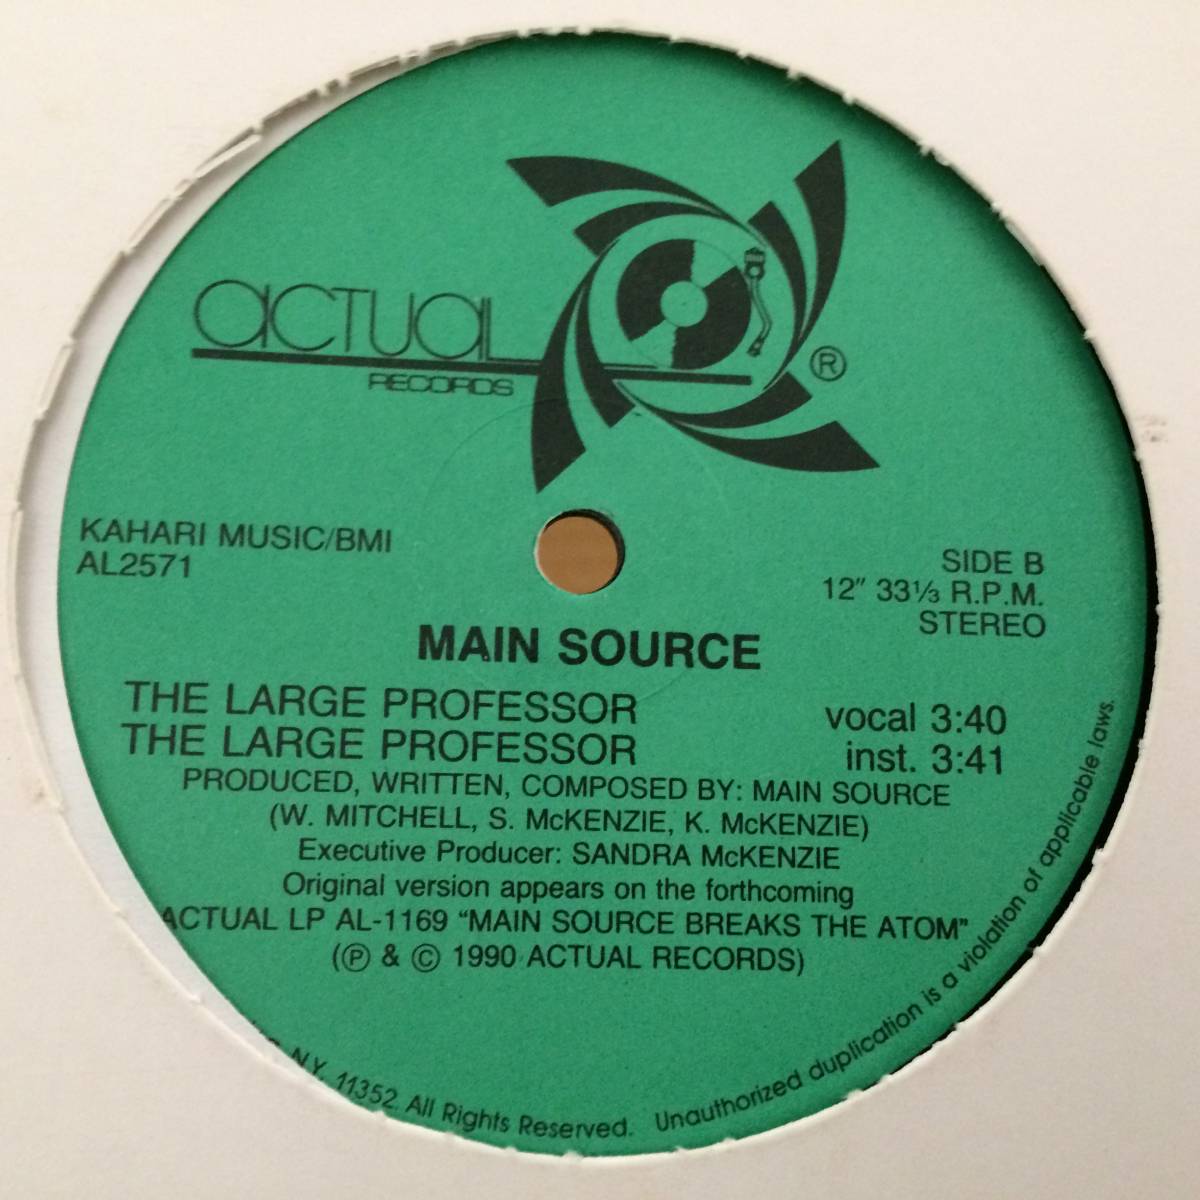 actual
RECORDS
®
KAHARI MUSIC/BMI
AL2571
SIDE B
12" 33⅓ R.P.M.
STEREO
MAIN SOURCE
THE LARGE PROFESSOR vocal 3:40
THE LARGE PROFESSOR inst. 3:41
PRODUCED, WRITTEN, COMPOSED BY: MAIN SOURCE
(W. MITCHELL, S. McKENZIE, K. McKENZIE)
Executive Producer: SANDRA McKENZIE
Original version appears on the forthcoming
ACTUAL LP AL-1169 "MAIN SOURCE BREAKS THE ATOM"
(℗ & © 1990 ACTUAL RECORDS)
N.Y. 11352. All Rights Reserved. Unauthorized duplication is a violation of applicable laws.